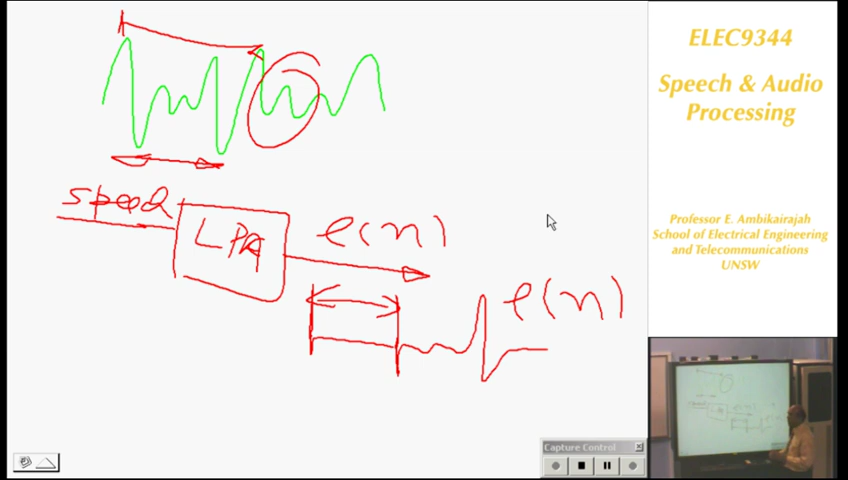 speech
LPA
e(n)
e(n)
ELEC9344
Speech & Audio
Processing
Professor E. Ambikairajah
School of Electrical Engineering
and Telecommunications
UNSW
Capture Control